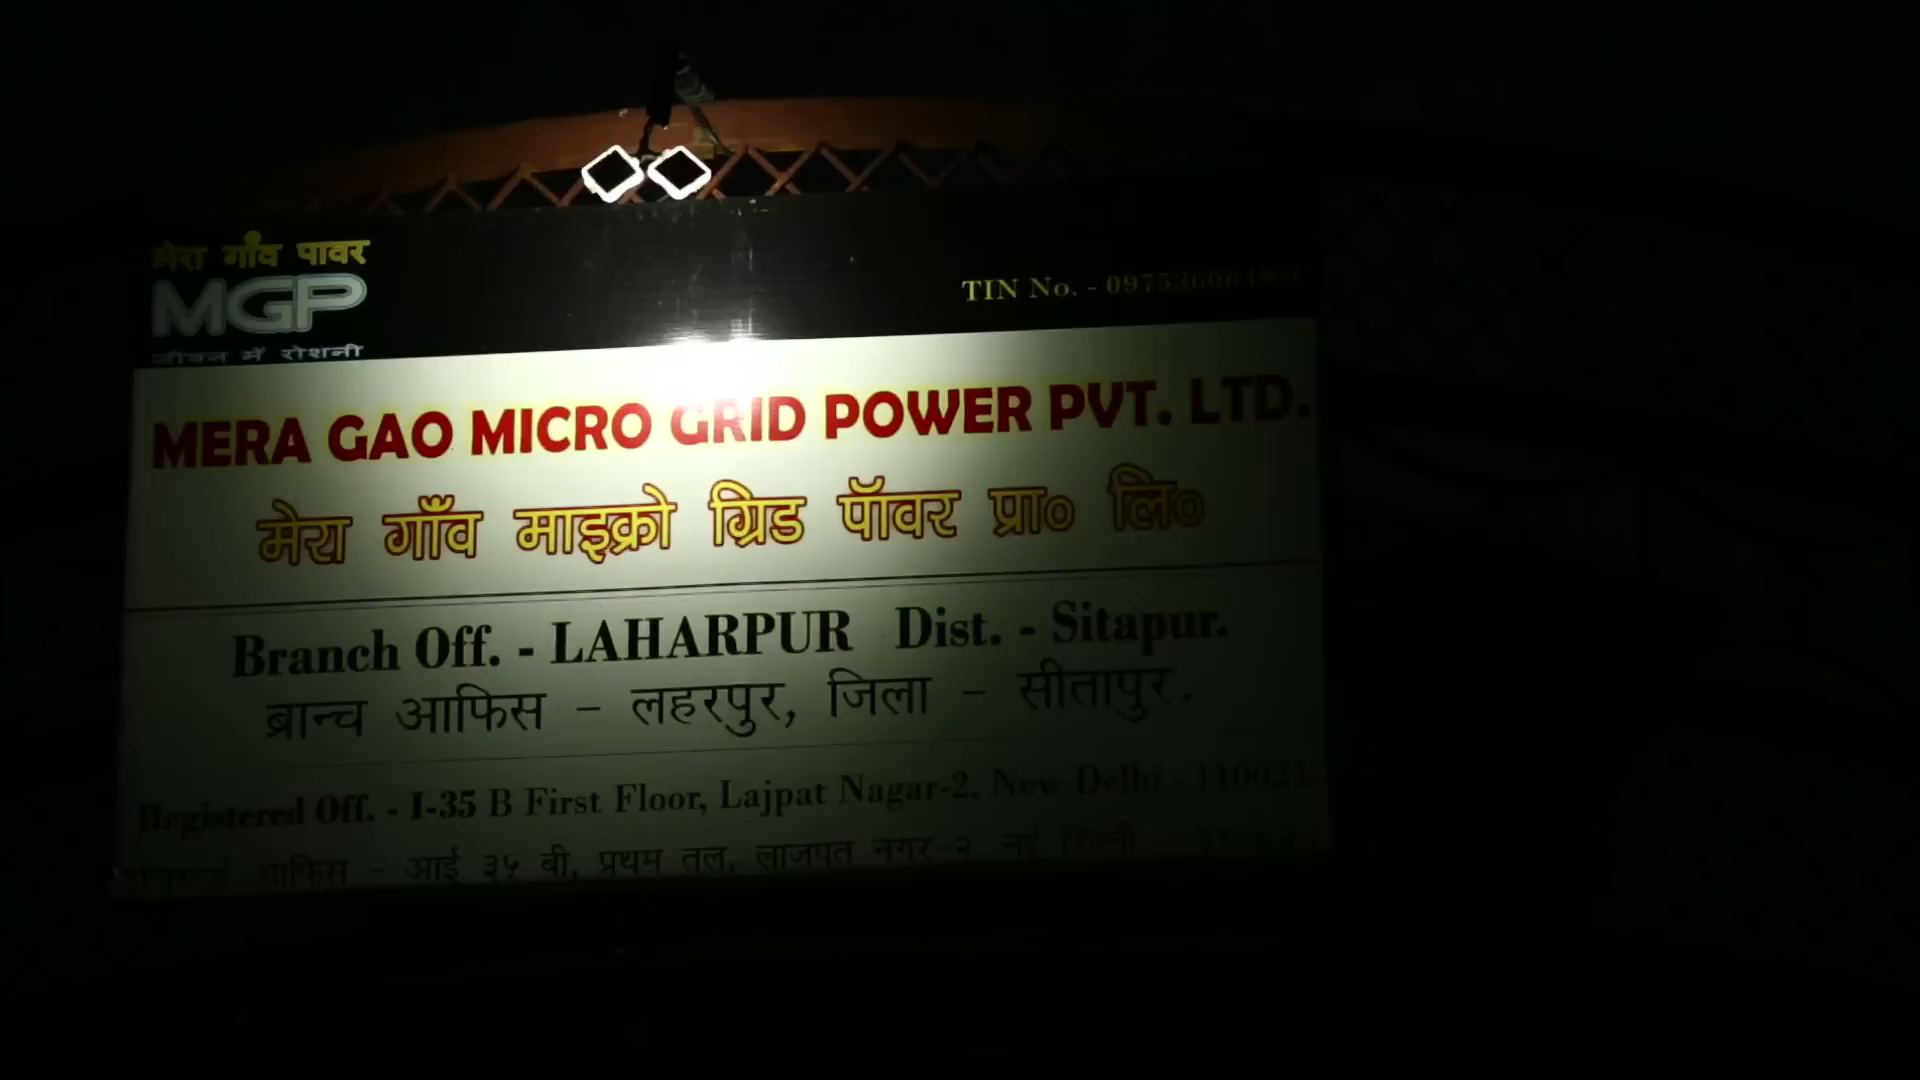 मेरा गाँव पावर
MGP
जीवन में रोशनी
TIN No. -
MERA GAO MICRO GRID POWER PVT. LTD.
मेरा गाँव माइक्रो ग्रिड पॉवर प्रा० लि०
Branch Off. - LAHARPUR Dist. - Sitapur.
ब्रान्च आफिस – लहरपुर, जिला – सीतापुर.
Registered Off. - I-35 B First Floor, Lajpat Nagar-2, New Delhi -
आफिस - आई ३५ बी, प्रथम तल, लाजपत नगर-२ नई दिल्ली -